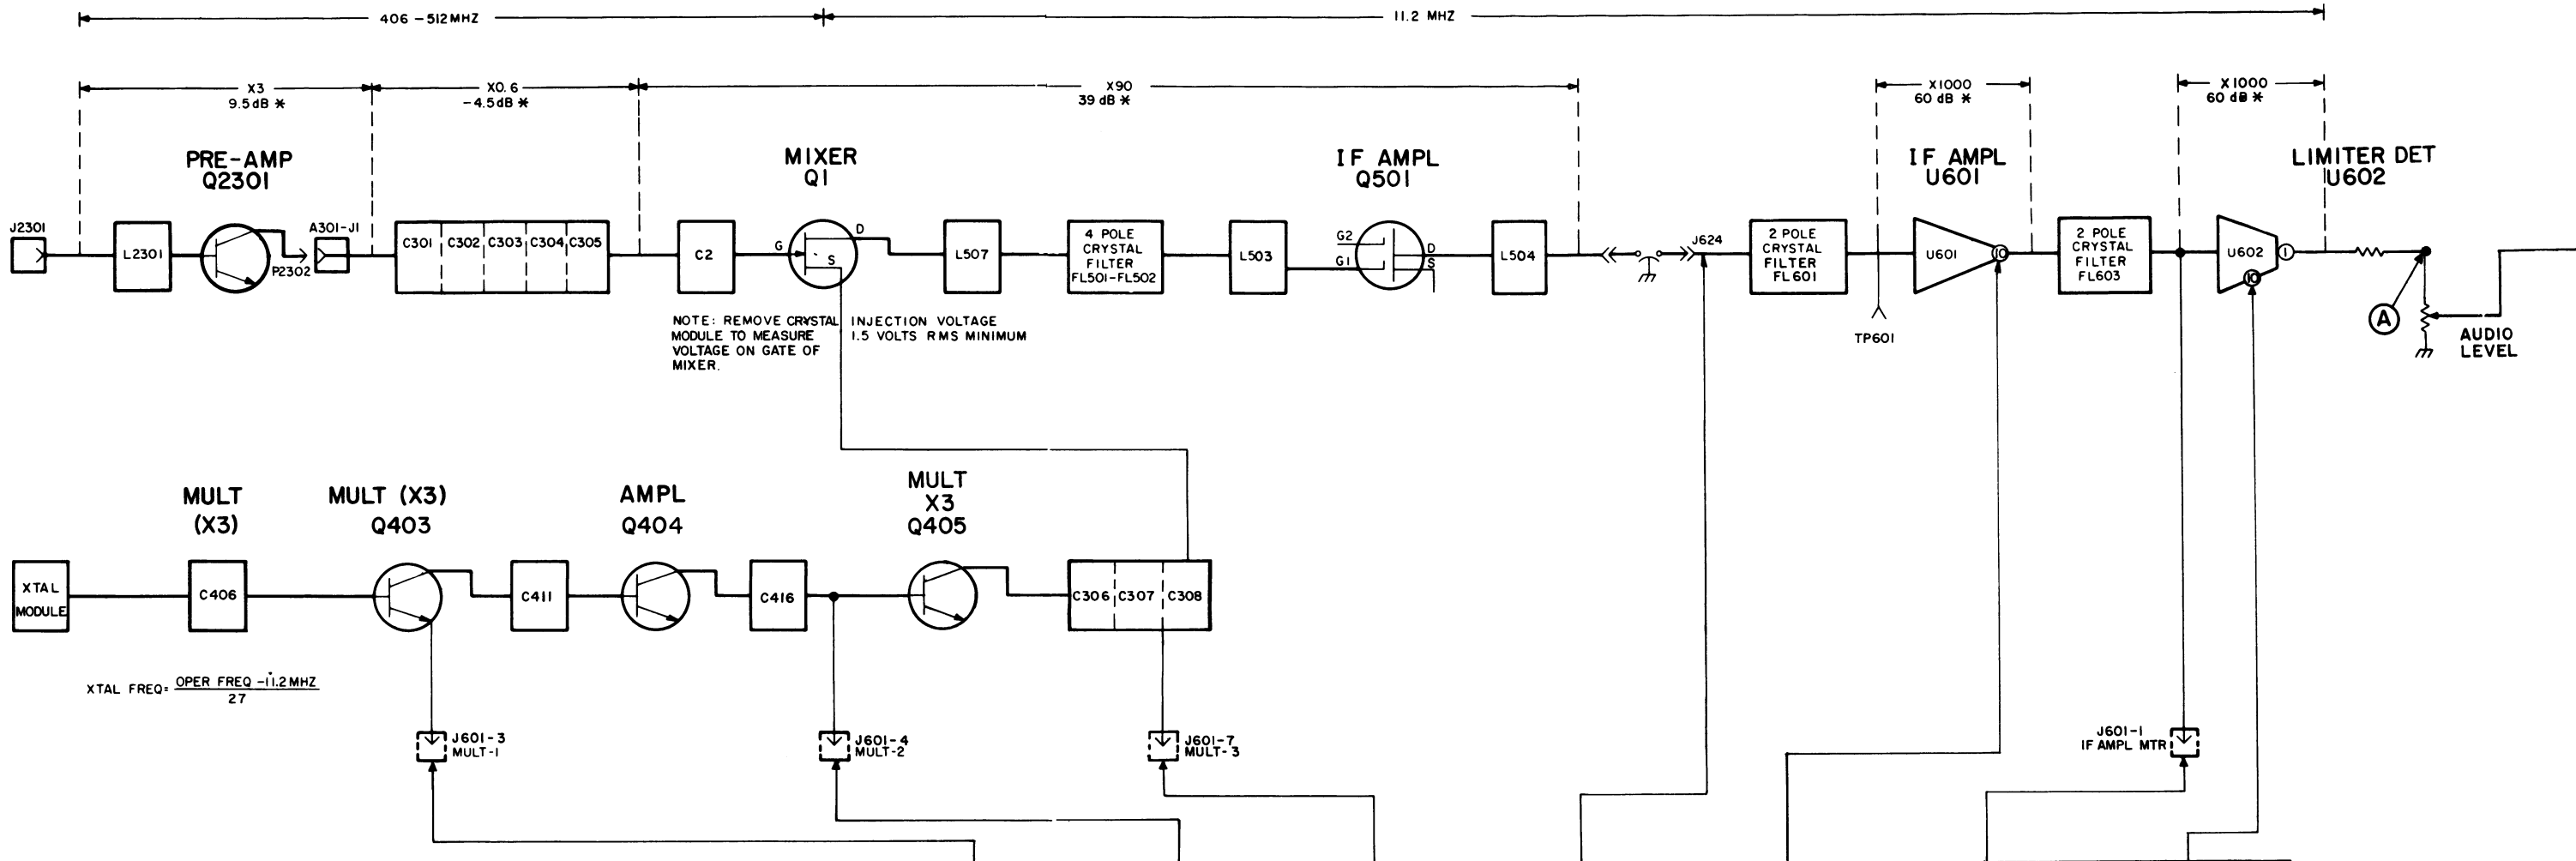 406 - 512 MHZ
11.2 MHZ
X3
9.5 dB *
X0.6
-4.5 dB *
X90
39 dB *
X1000
60 dB *
X1000
60 dB *
PRE-AMP
Q2301
MIXER
Q1
IF AMPL
Q501
IF AMPL
U601
LIMITER DET
U602
J2301
L2301
P2302
A301-J1
C301 C302 C303 C304 C305
C2
G
D
S
L507
4 POLE
CRYSTAL
FILTER
FL501-FL502
L503
G2
G1
D
S
L504
J624
2 POLE
CRYSTAL
FILTER
FL601
TP601
U601
10
2 POLE
CRYSTAL
FILTER
FL603
U602
1
10
A
AUDIO
LEVEL
NOTE: REMOVE CRYSTAL
MODULE TO MEASURE
VOLTAGE ON GATE OF
MIXER.
INJECTION VOLTAGE
1.5 VOLTS RMS MINIMUM
MULT
(X3)
MULT (X3)
Q403
AMPL
Q404
MULT
X3
Q405
XTAL
MODULE
C406
C411
C416
C306 C307 C308
XTAL FREQ= OPER FREQ -11.2 MHZ
27
J601-3
MULT-1
J601-4
MULT-2
J601-7
MULT-3
J601-1
IF AMPL MTR